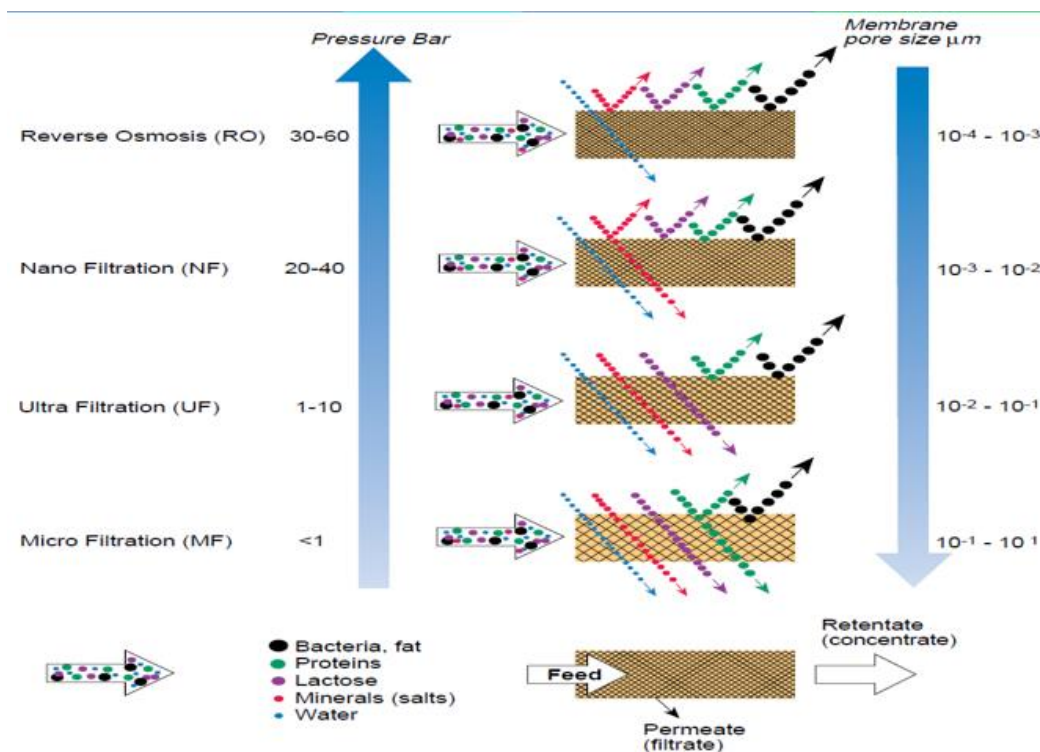 Pressure Bar
Membrane
pore size μm
Reverse Osmosis (RO) 30-60 10⁻⁴ - 10⁻³
Nano Filtration (NF) 20-40 10⁻³ - 10⁻²
Ultra Filtration (UF) 1-10 10⁻² - 10⁻¹
Micro Filtration (MF) <1 10⁻¹ - 10¹
Bacteria, fat
Proteins
Lactose
Minerals (salts)
Water
Feed
Permeate
(filtrate)
Retentate
(concentrate)